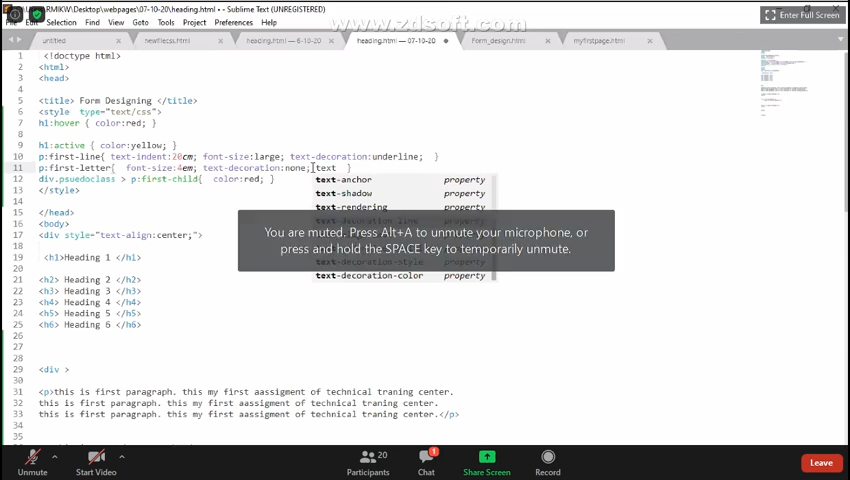 RMIKW\Desktop\webpages\07-10-20\heading.html • - Sublime Text (UNREGISTERED)
www.zdsoft.com
Enter Full Screen
File Edit Selection Tools Project Preferences Help
untitled
newfilecss.html
heading.html — 6-10-20
heading.html — 07-10-20
Form_design.html
myfirstpage.html
1 <!doctype html>
2 <html>
3 <head>
4
5 <title> Form Designing </title>
6 <style type="text/css">
7 h1:hover { color:red; }
8
9 h1:active { color:yellow; }
10 p:first-line{ text-indent:20cm; font-size:large; text-decoration:underline; }
11 p:first-letter{ font-size:4em; text-decoration:none; text }
12 div.psuedoclass > p:first-child{ color:red; }
13 </style>
14
15 </head>
16 <body>
17 <div style="text-align:center;">
18
19 <h1>Heading 1 </h1>
20
21 <h2> Heading 2 </h2>
22 <h3> Heading 3 </h3>
23 <h4> Heading 4 </h4>
24 <h5> Heading 5 </h5>
25 <h6> Heading 6 </h6>
26
27
28
29 <div >
30
31 <p>this is first paragraph. this my first aassigment of technical traning center.
32 this is first paragraph. this my first aassigment of technical traning center.
33 this is first paragraph. this my first aassigment of technical traning center.</p>
34
35
text-anchor property
text-shadow property
text-rendering property
text-decoration-line property
text-decoration-style property
text-decoration-color property
You are muted. Press Alt+A to unmute your microphone, or
press and hold the SPACE key to temporarily unmute.
Unmute
Start Video
20
Participants
1
Chat
Share Screen
Record
Leave